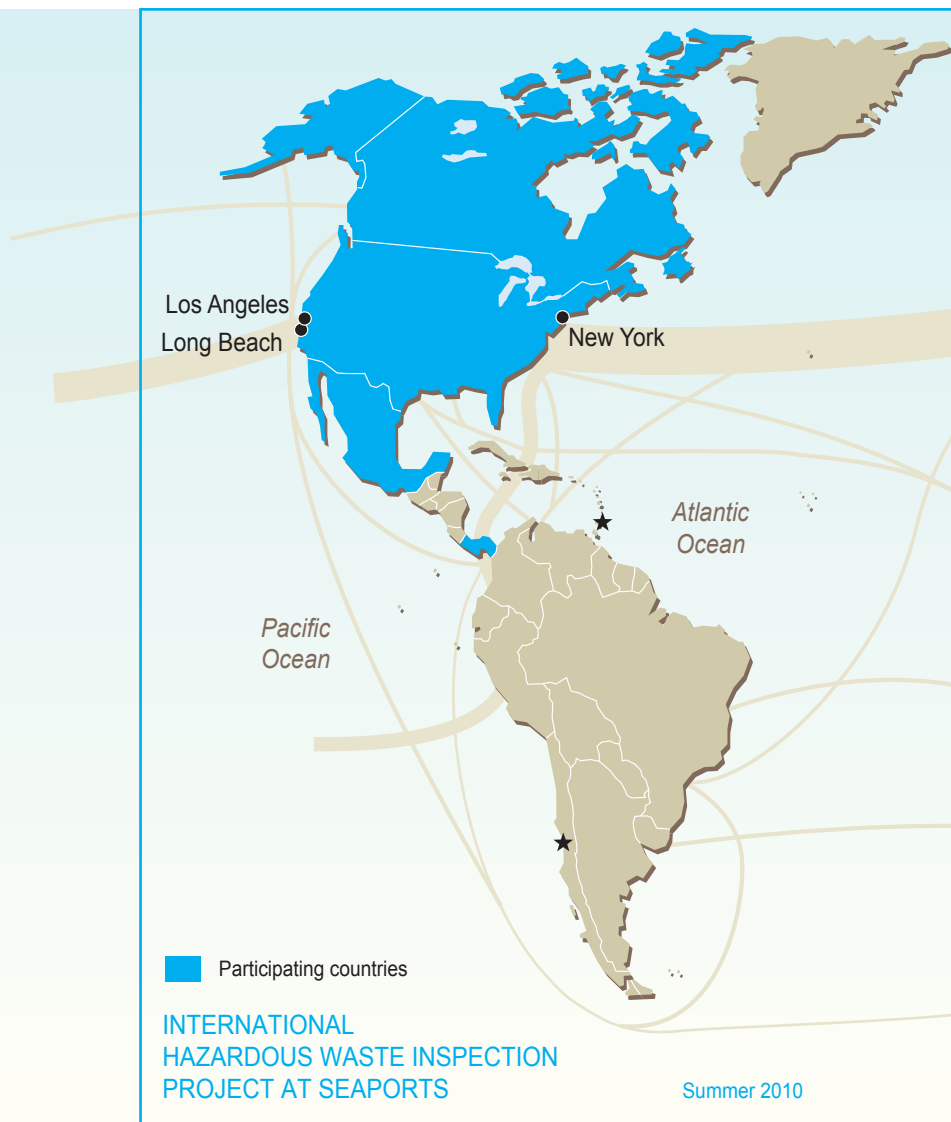 Los Angeles
Long Beach
New York
Atlantic
Ocean
Pacific
Ocean
Participating countries
INTERNATIONAL
HAZARDOUS WASTE INSPECTION
PROJECT AT SEAPORTS
Summer 2010